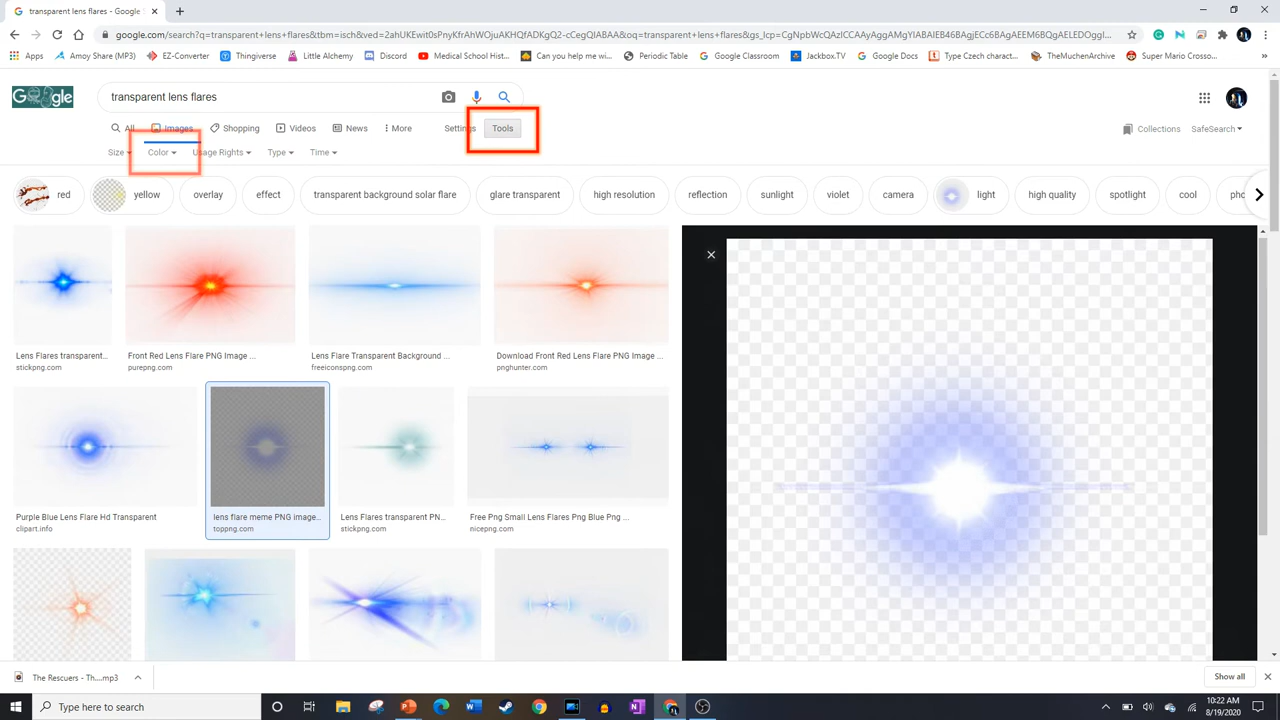 transparent lens flares - Google S
google.com/search?q=transparent+lens+flares&tbm=isch&ved=2ahUKEwit0sPnyKfrAhWOjuAKHQfADKgQ2-cCegQIABAA&oq=transparent+lens+flares&gs_lcp=CgNpbWcQAzICCAAyAggAMgYIABAIEB46BAgjECc6BAgAEEM6BQgAELEDOggI...
Apps
Amoy Share (MP3)
EZ-Converter
Thingiverse
Little Alchemy
Discord
Medical School Hist...
Can you help me wi...
Periodic Table
Google Classroom
Jackbox.TV
Google Docs
Type Czech charact...
TheMuchenArchive
Super Mario Crosso...
Google
transparent lens flares
All
Images
Shopping
Videos
News
More
Settings
Tools
Collections
SafeSearch
Size
Color
Usage Rights
Type
Time
red
yellow
overlay
effect
transparent background solar flare
glare transparent
high resolution
reflection
sunlight
violet
camera
light
high quality
spotlight
cool
pho
Lens Flares transparent...
stickpng.com
Front Red Lens Flare PNG Image ...
purepng.com
Lens Flare Transparent Background ...
freeiconspng.com
Download Front Red Lens Flare PNG Image ...
pnghunter.com
Purple Blue Lens Flare Hd Transparent
clipart.info
lens flare meme PNG image...
toppng.com
Lens Flares transparent PN...
stickpng.com
Free Png Small Lens Flares Png Blue Png ...
nicepng.com
The Rescuers - Th....mp3
Show all
Type here to search
10:22 AM
8/19/2020